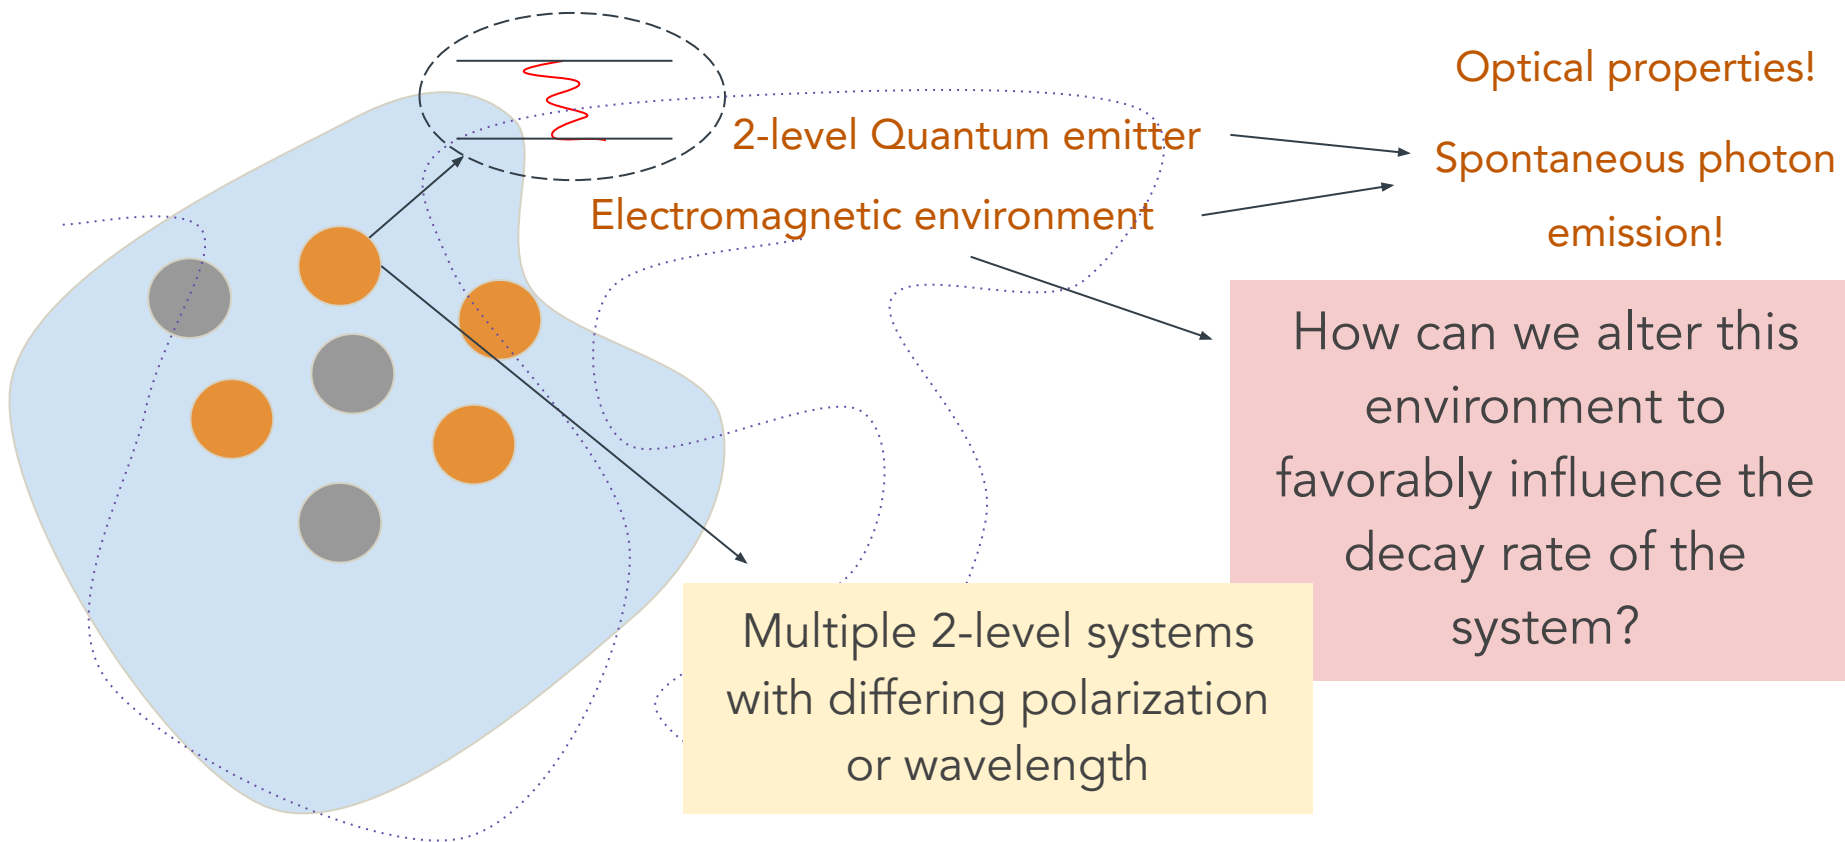 Optical properties!
2-level Quantum emitter
Spontaneous photon
emission!
Electromagnetic environment
How can we alter this
environment to
favorably influence the
decay rate of the
system?
Multiple 2-level systems
with differing polarization
or wavelength